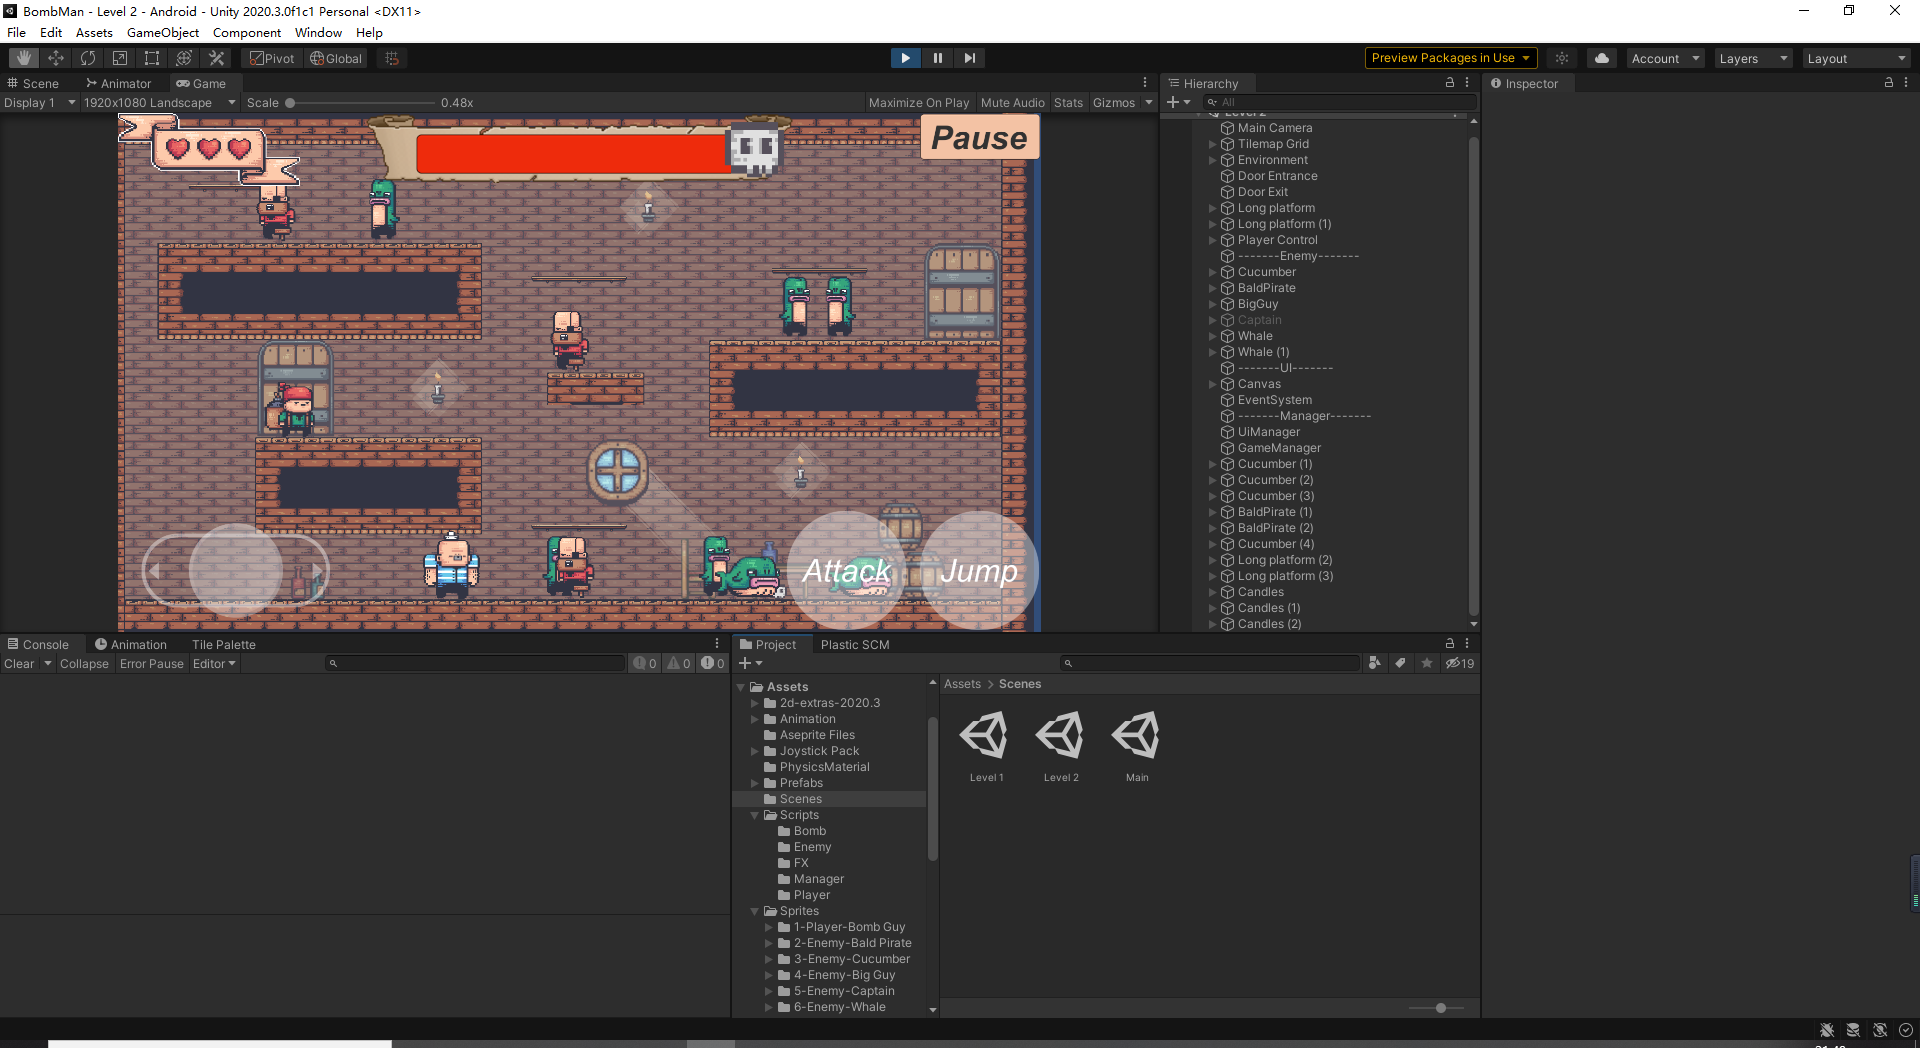 BombMan - Level 2 - Android - Unity 2020.3.0f1c1 Personal <DX11>
File Edit Assets GameObject Component Window Help
Pivot Global Preview Packages in Use Account Layers Layout
Scene Animator Game
Display 1 1920x1080 Landscape Scale 0.48x Maximize On Play Mute Audio Stats Gizmos
Pause
Attack
Jump
Hierarchy
All
Level 2
Main Camera
Tilemap Grid
Environment
Door Entrance
Door Exit
Long platform
Long platform (1)
Player Control
-------Enemy-------
Cucumber
BaldPirate
BigGuy
Captain
Whale
Whale (1)
-------UI-------
Canvas
EventSystem
-------Manager-------
UiManager
GameManager
Cucumber (1)
Cucumber (2)
Cucumber (3)
BaldPirate (1)
BaldPirate (2)
Cucumber (4)
Long platform (2)
Long platform (3)
Candles
Candles (1)
Candles (2)
Inspector
Console Animation Tile Palette
Clear Collapse Error Pause Editor 0 0 0
Project Plastic SCM
19
Assets
2d-extras-2020.3
Animation
Aseprite Files
Joystick Pack
PhysicsMaterial
Prefabs
Scenes
Scripts
Bomb
Enemy
FX
Manager
Player
Sprites
1-Player-Bomb Guy
2-Enemy-Bald Pirate
3-Enemy-Cucumber
4-Enemy-Big Guy
5-Enemy-Captain
6-Enemy-Whale
Assets > Scenes
Level 1
Level 2
Main